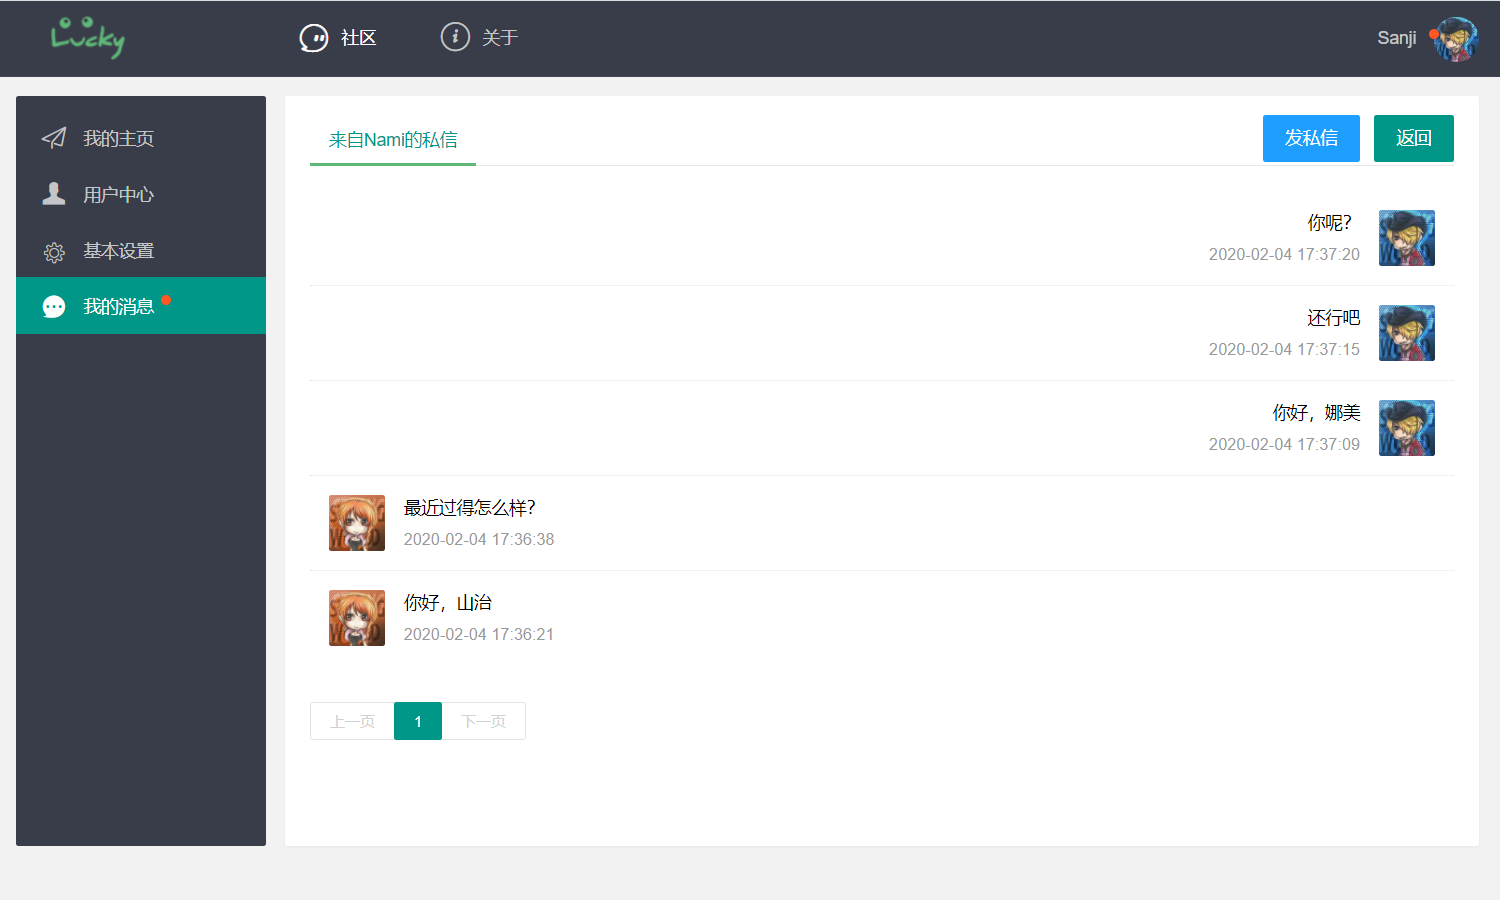 Lucky
社区
关于
Sanji
我的主页
用户中心
基本设置
我的消息
来自Nami的私信
发私信
返回
你呢?
2020-02-04 17:37:20
还行吧
2020-02-04 17:37:15
你好，娜美
2020-02-04 17:37:09
最近过得怎么样?
2020-02-04 17:36:38
你好，山治
2020-02-04 17:36:21
上一页 1 下一页